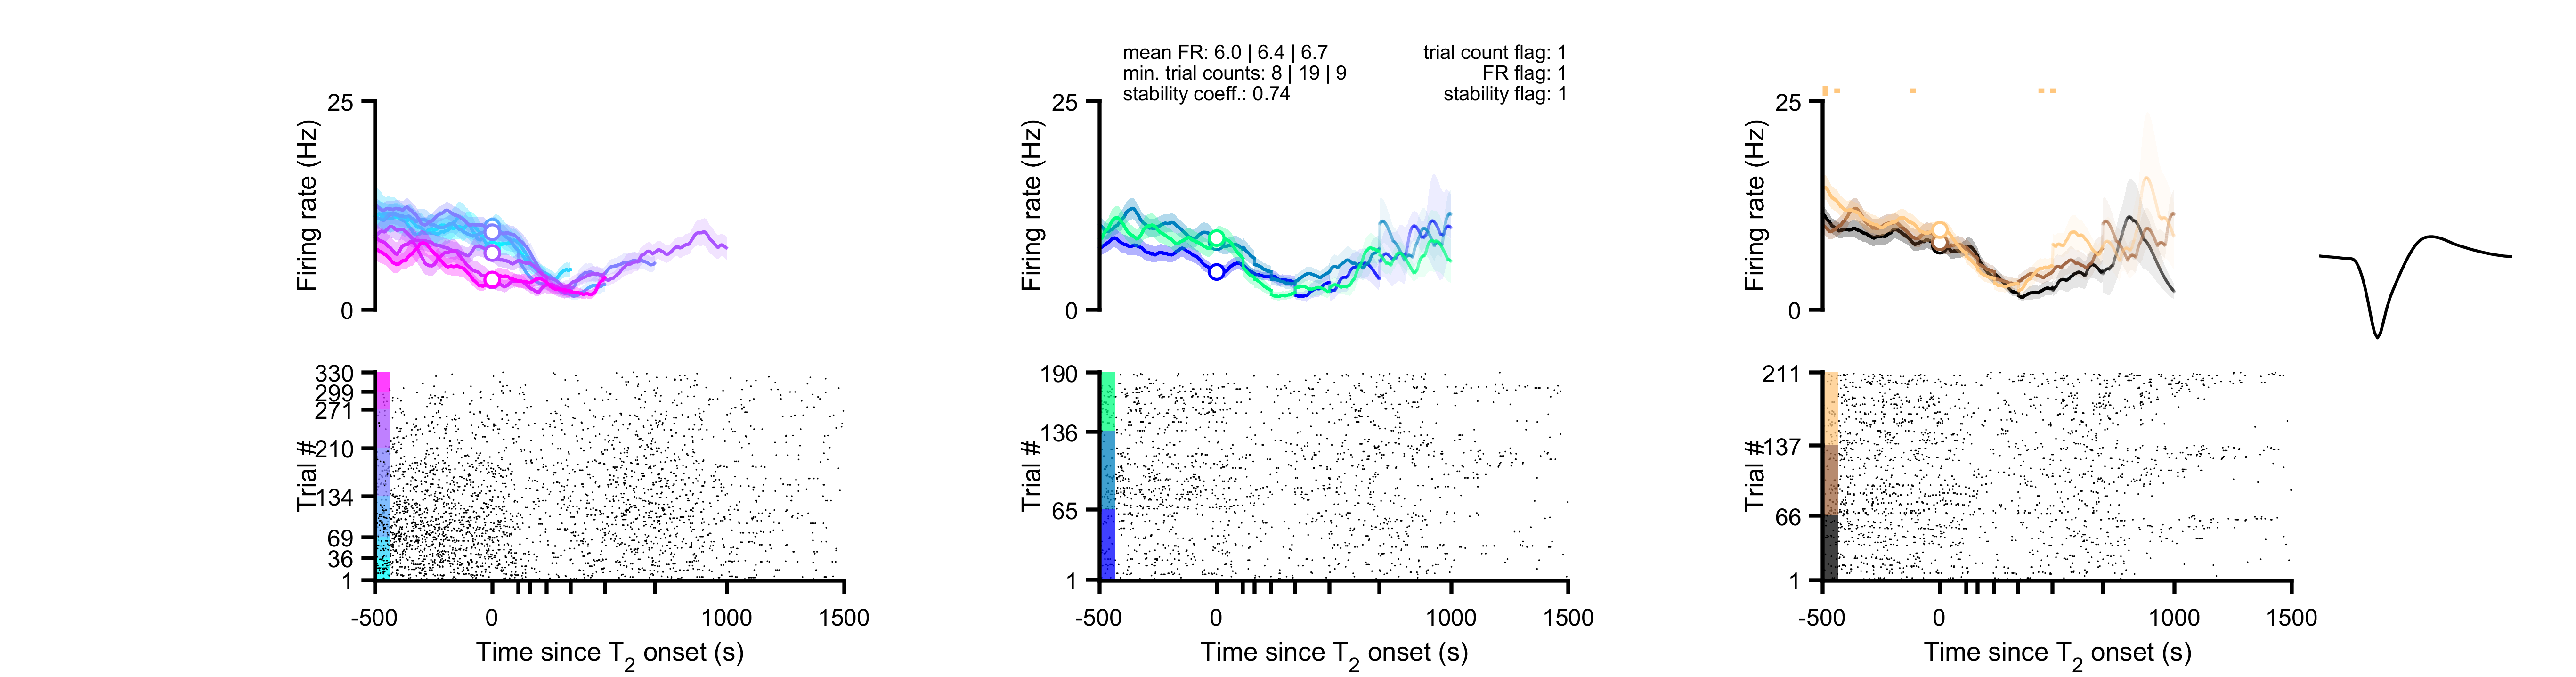 mean FR: 6.0 | 6.4 | 6.7
min. trial counts: 8 | 19 | 9
stability coeff.: 0.74
trial count flag: 1
FR flag: 1
stability flag: 1
25
Firing rate (Hz)
0
330
299
271
210
134
69
36
1
Trial #
-500
0
1000
1500
Time since T2 onset (s)
25
Firing rate (Hz)
0
190
136
65
1
Trial #
-500
0
1000
1500
Time since T2 onset (s)
25
Firing rate (Hz)
0
211
137
66
1
Trial #
-500
0
1000
1500
Time since T2 onset (s)